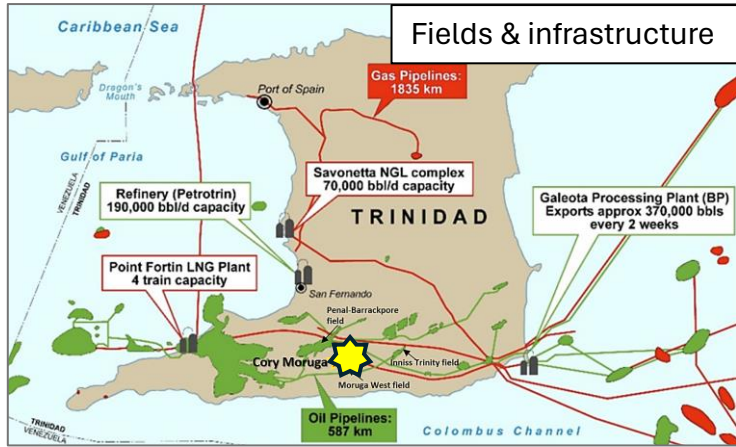 Fields & infrastructure
Caribbean Sea
Dragon's
Mouth
Port of Spain
Gas Pipelines:
1835 km
Gulf of Paria
VENEZUELA
TRINIDAD
Savonetta NGL complex
70,000 bbl/d capacity
Refinery (Petrotrin)
190,000 bbl/d capacity
TRINIDAD
Galeota Processing Plant (BP)
Exports approx 370,000 bbls
every 2 weeks
Point Fortin LNG Plant
4 train capacity
San Fernando
Penal-Barrackpore
field
Cory Moruga
Inniss Trinity field
Moruga West field
Oil Pipelines:
587 km
Columbus Channel
TRINIDAD
VENEZUELA